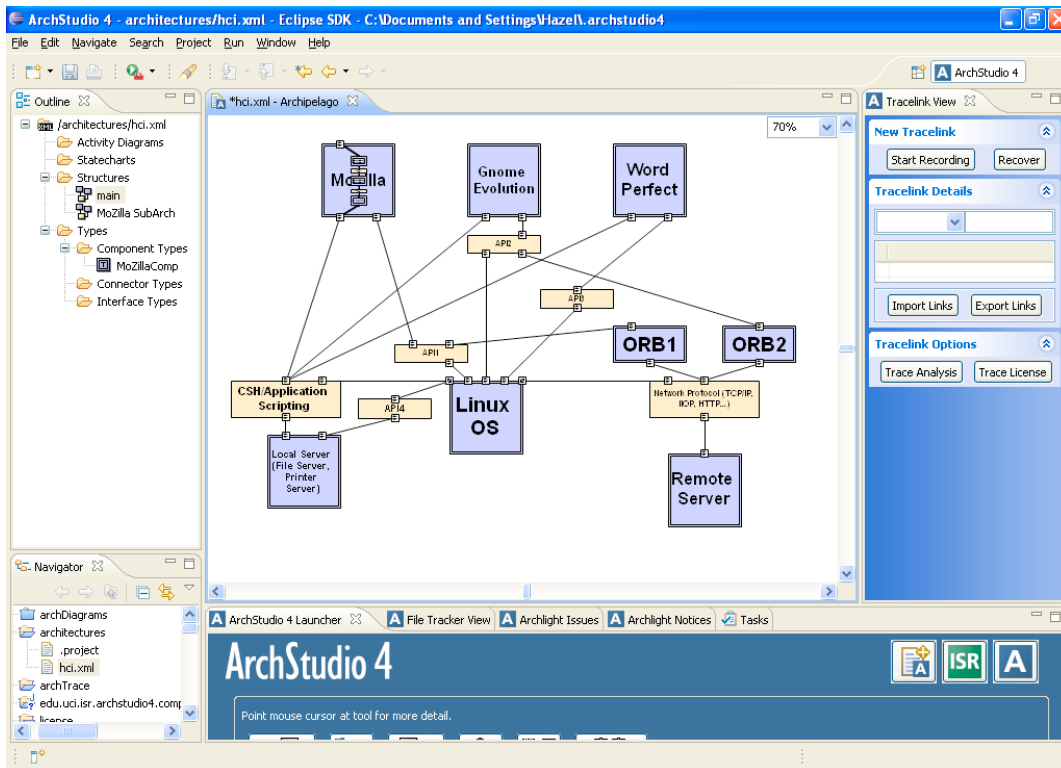 ArchStudio 4 - architectures/hci.xml - Eclipse SDK - C:\Documents and Settings\Hazel\.archstudio4
File Edit Navigate Search Project Run Window Help
ArchStudio 4
Outline
/architectures/hci.xml
Activity Diagrams
Statecharts
Structures
main
MoZilla SubArch
Types
Component Types
MoZillaComp
Connector Types
Interface Types
*hci.xml - Archipelago
70%
Mozilla
Gnome
Evolution
Word
Perfect
API2
API3
API1
ORB1
ORB2
CSH/Application
Scripting
API4
Linux
OS
Network Protocol (TCP/IP,
IIOP, HTTP...)
Local Server
(File Server,
Printer
Server)
Remote
Server
Tracelink View
New Tracelink
Start Recording Recover
Tracelink Details
Import Links Export Links
Tracelink Options
Trace Analysis Trace License
Navigator
archDiagrams
architectures
.project
hci.xml
archTrace
edu.uci.isr.archstudio4.comp
license
ArchStudio 4 Launcher File Tracker View Archlight Issues Archlight Notices Tasks
ArchStudio 4
ISR A
Point mouse cursor at tool for more detail.